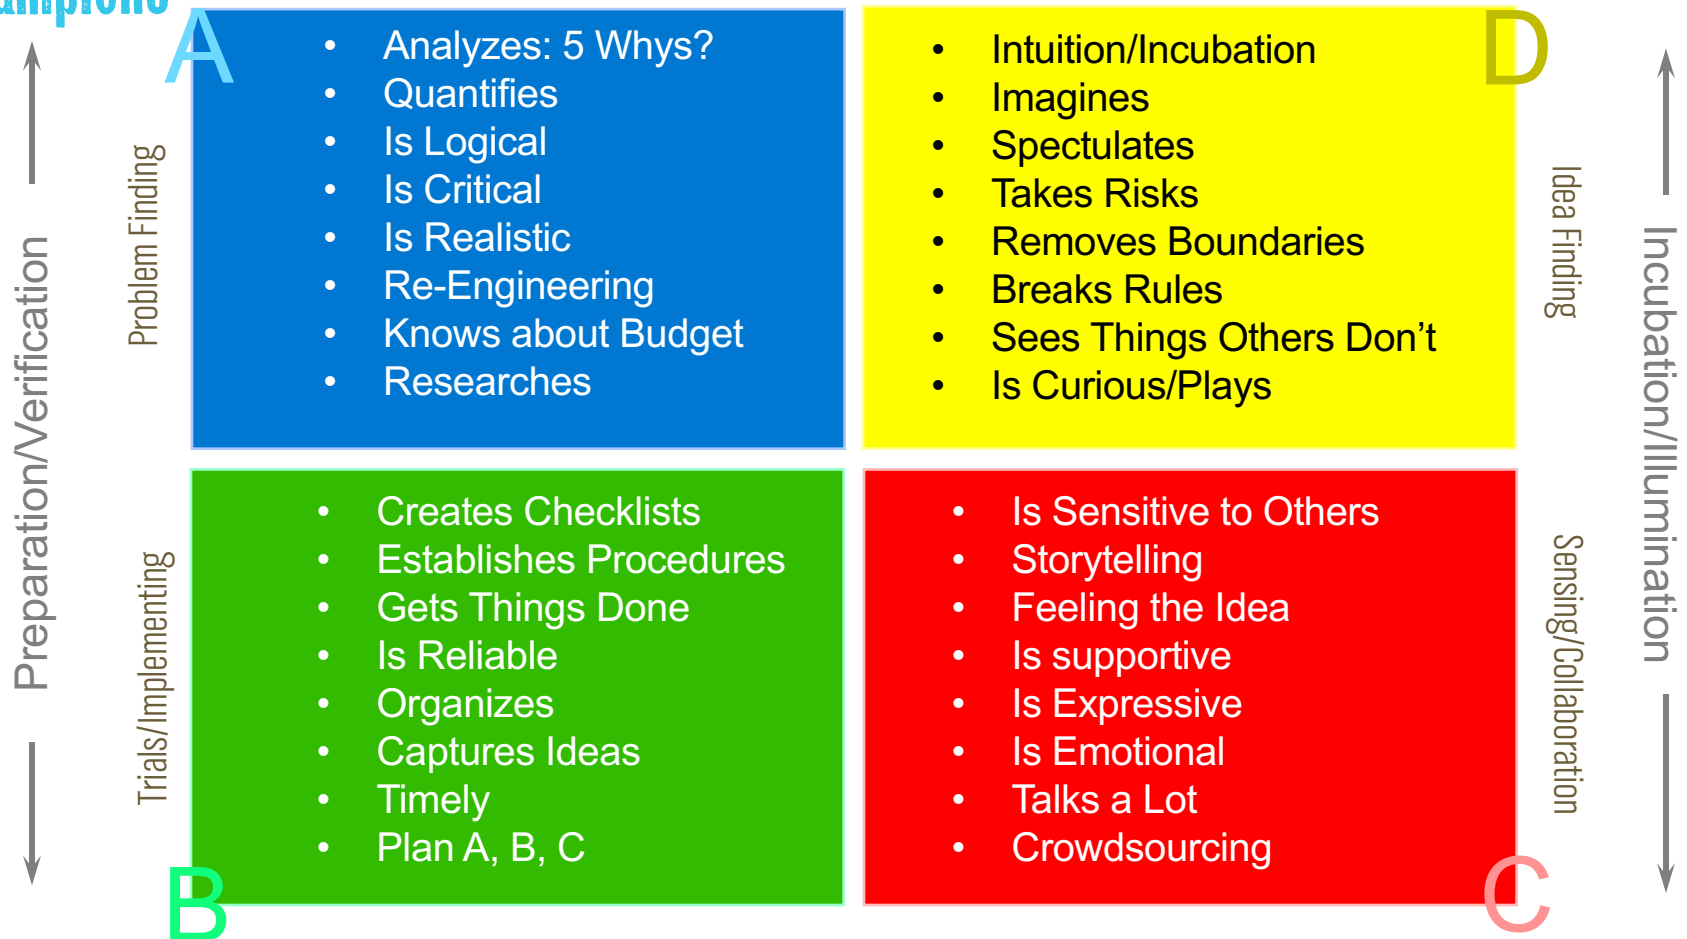 A
Analyzes: 5 Whys?
Quantifies
Is Logical
Is Critical
Is Realistic
Re-Engineering
Knows about Budget
Researches
Problem Finding
Preparation/Verification
D
Intuition/Incubation
Imagines
Spectulates
Takes Risks
Removes Boundaries
Breaks Rules
Sees Things Others Don’t
Is Curious/Plays
Idea Finding
Incubation/Illumination
B
Creates Checklists
Establishes Procedures
Gets Things Done
Is Reliable
Organizes
Captures Ideas
Timely
Plan A, B, C
Trials/Implementing
C
Is Sensitive to Others
Storytelling
Feeling the Idea
Is supportive
Is Expressive
Is Emotional
Talks a Lot
Crowdsourcing
Sensing/Collaboration